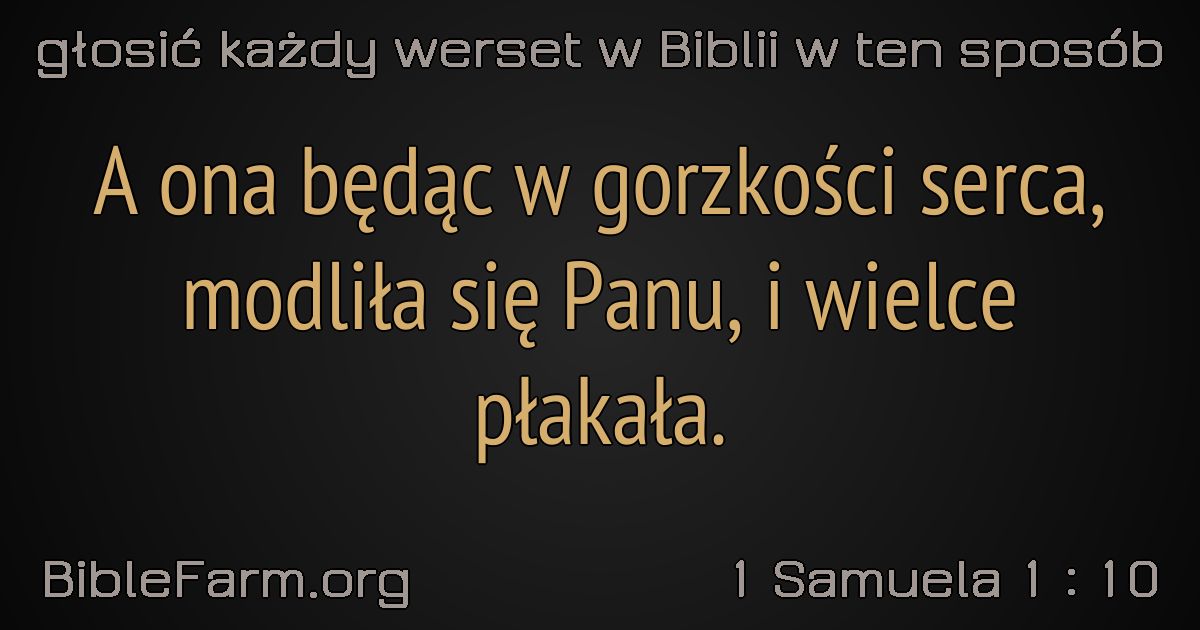 głosić każdy werset w Biblii w ten sposób
A ona będąc w gorzkości serca,
modliła się Panu, i wielce
płakała.
BibleFarm.org
1 Samuela 1 : 10